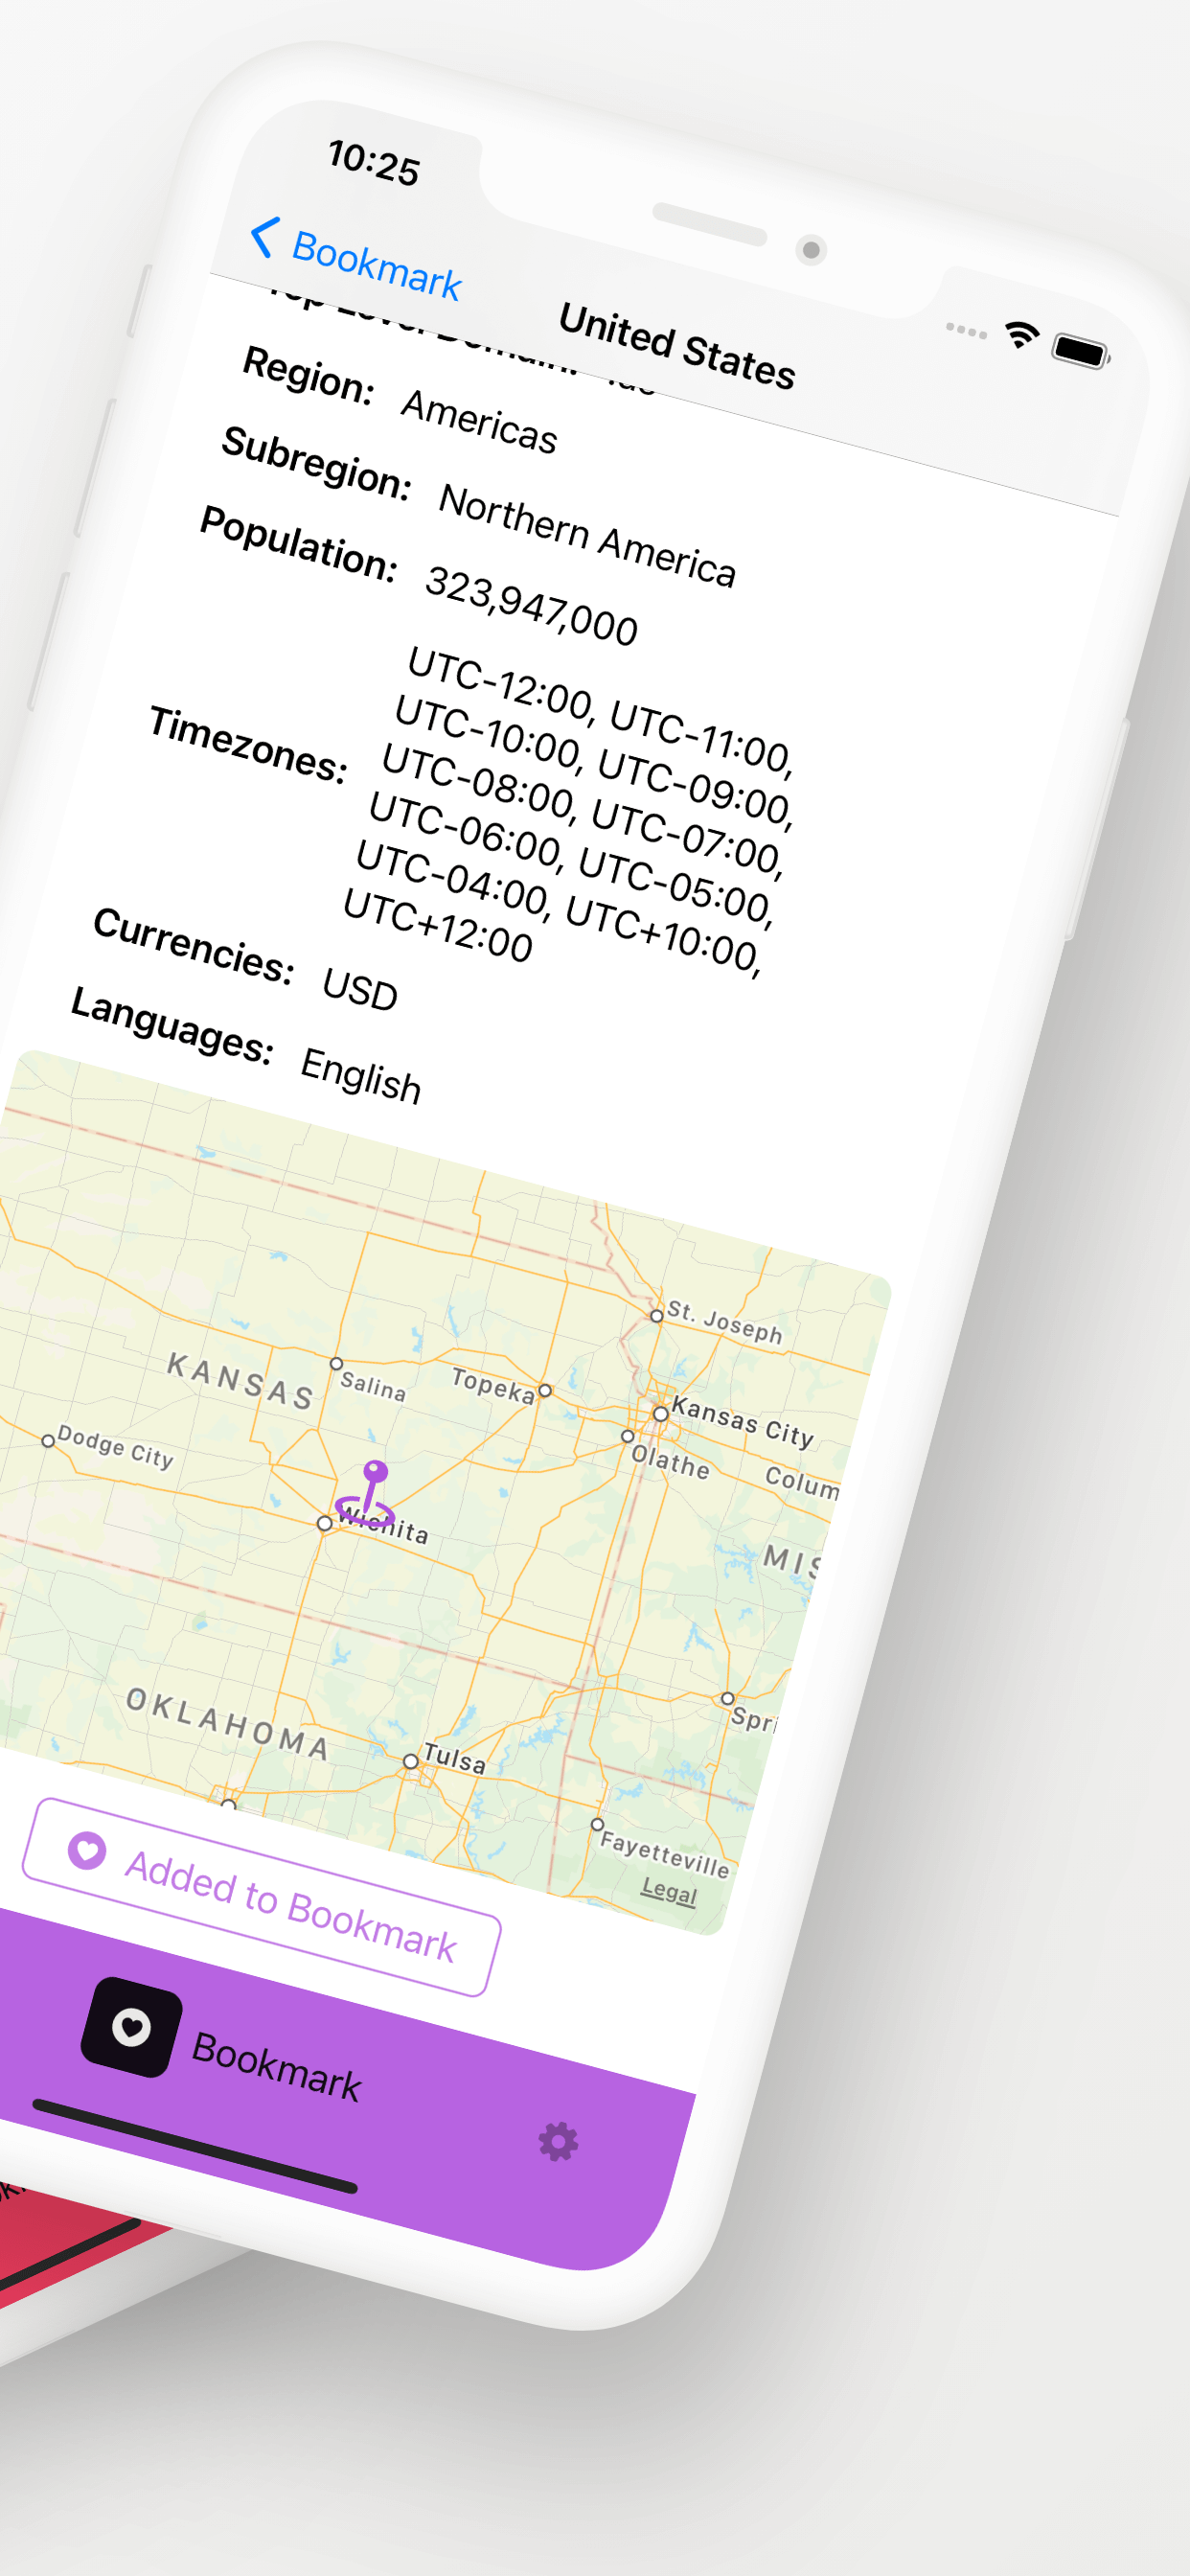 10:25
Bookmark
United States
Top Level Domain:
Region: Americas
Subregion: Northern America
Population: 323,947,000
Timezones: UTC-12:00, UTC-11:00,
UTC-10:00, UTC-09:00,
UTC-08:00, UTC-07:00,
UTC-06:00, UTC-05:00,
UTC-04:00, UTC+10:00,
UTC+12:00
Currencies: USD
Languages: English
St. Joseph
KANSAS
Salina
Topeka
Kansas City
Dodge City
Olathe
Colum
Wichita
MIS
OKLAHOMA
Spri
Tulsa
Fayetteville
Legal
Added to Bookmark
Bookmark